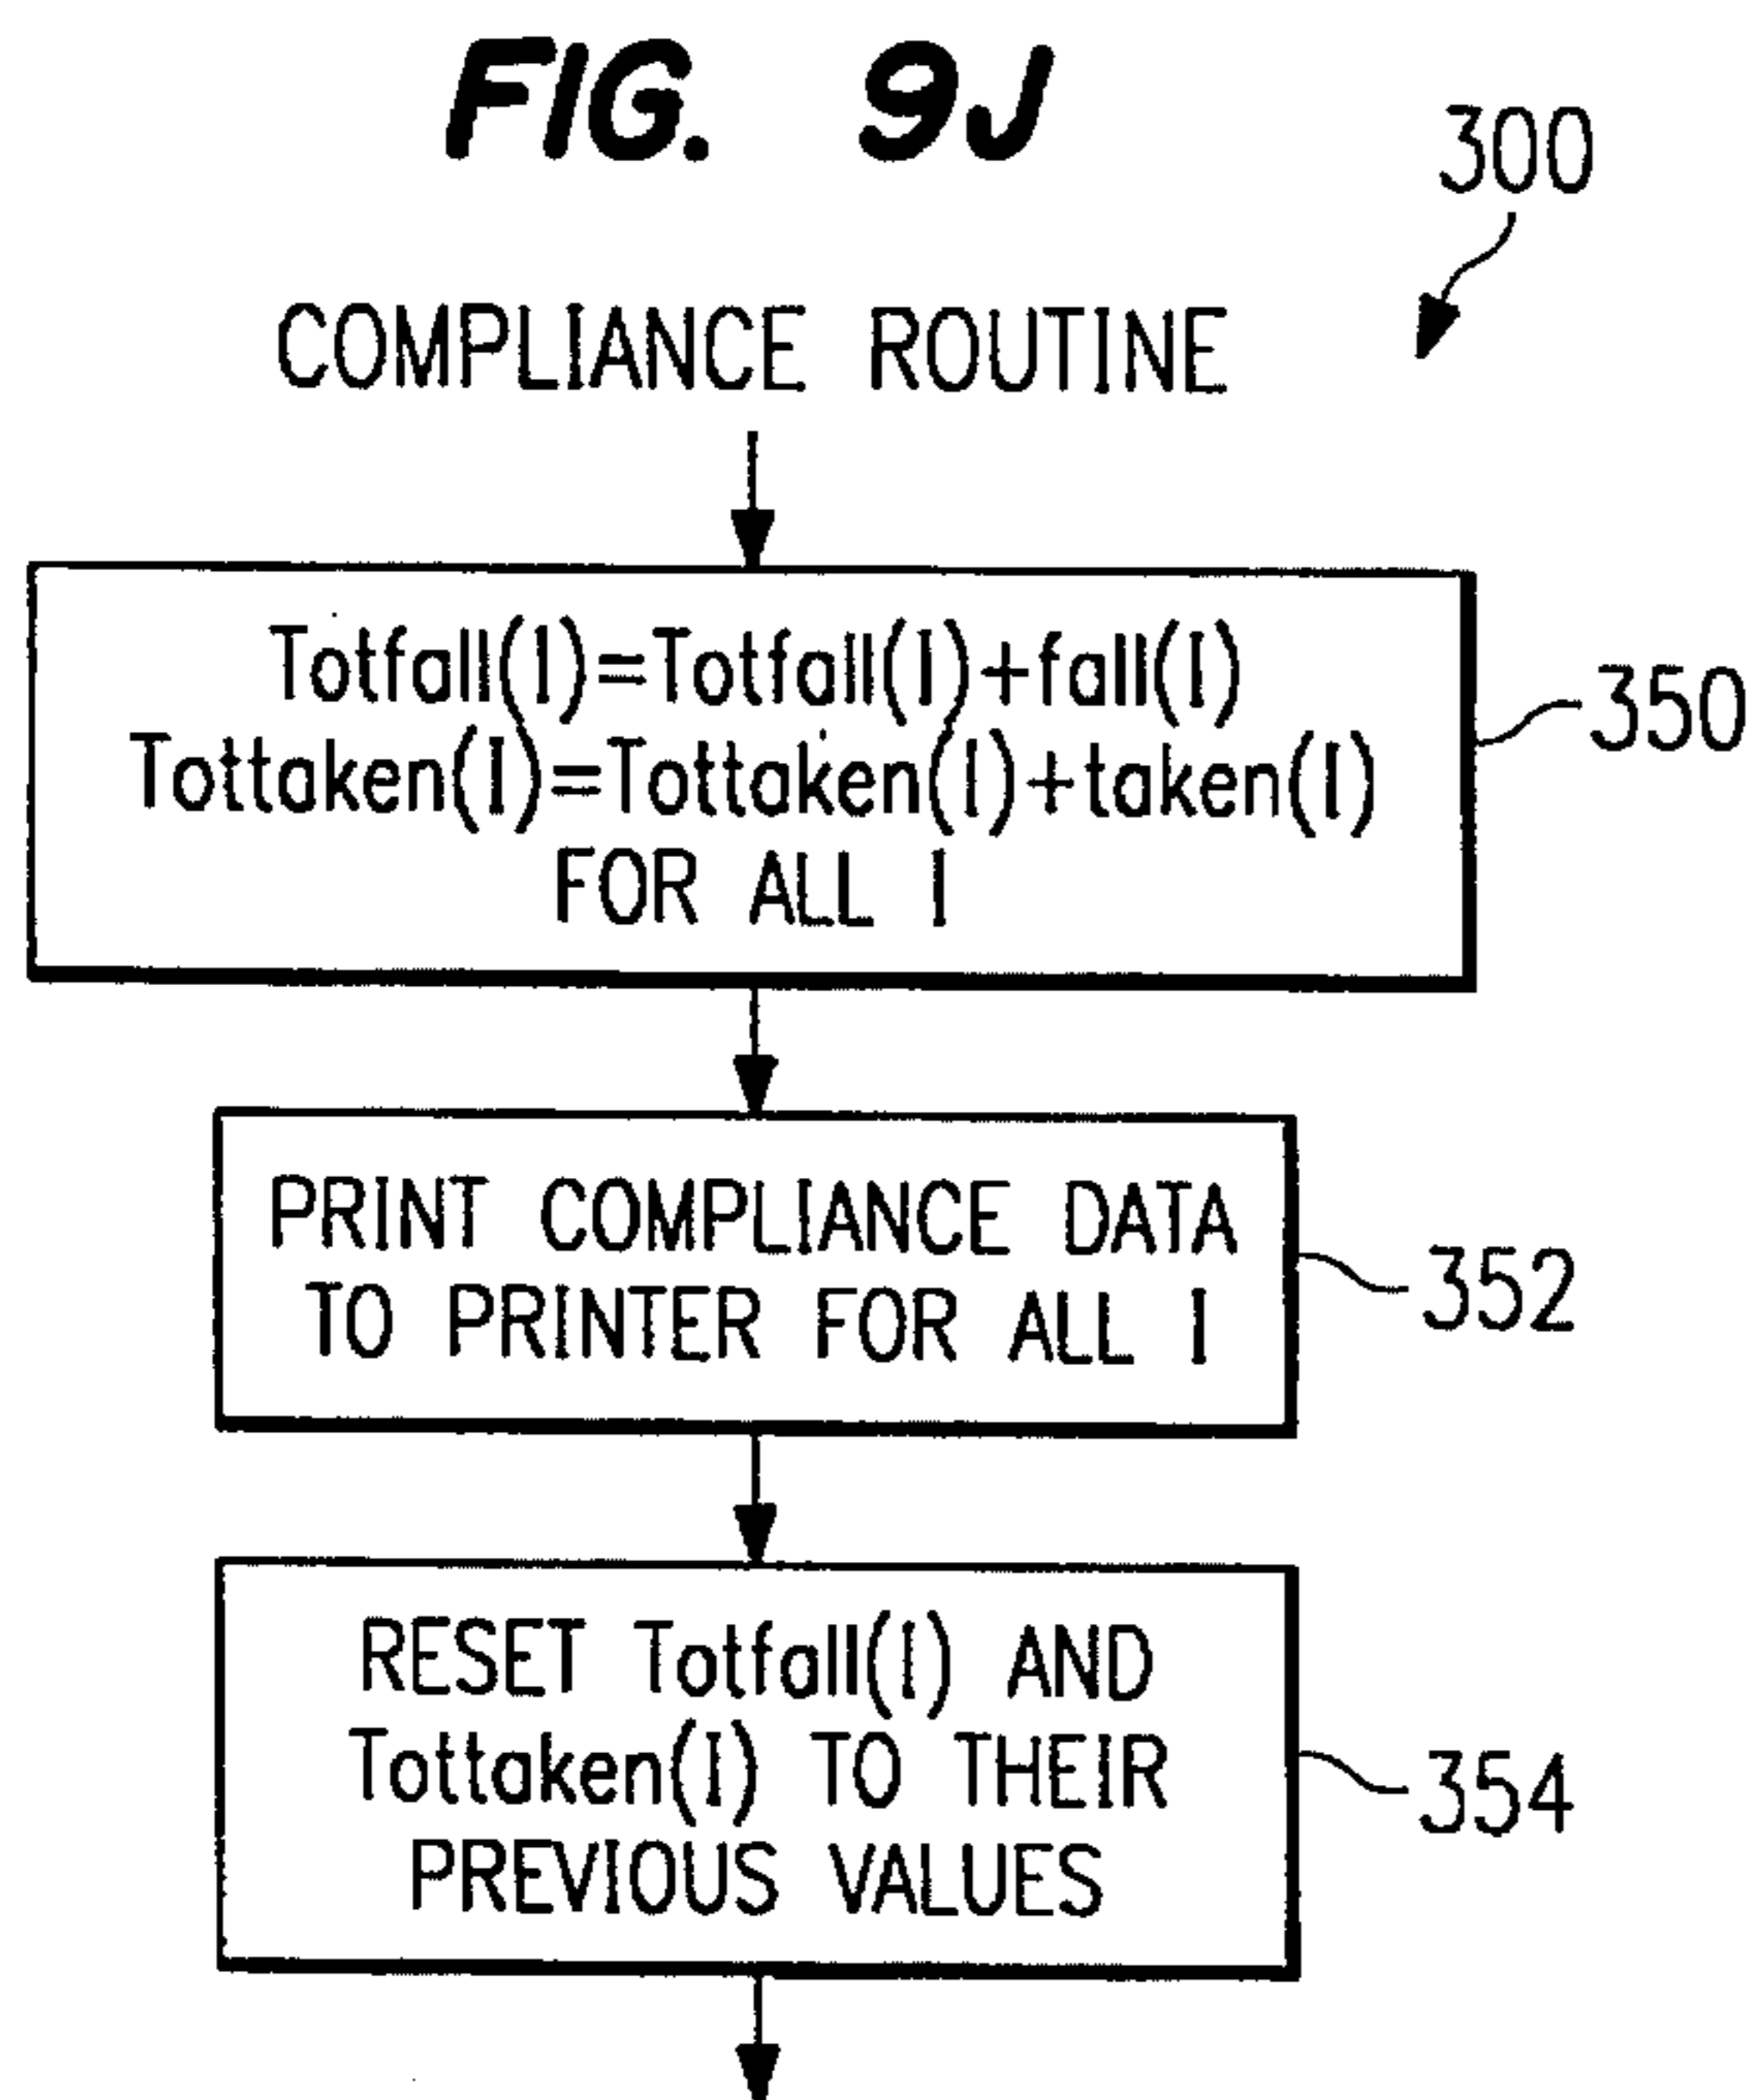 FIG. 9J
300
COMPLIANCE ROUTINE
Totfall(I)=Totfall(I)+fall(I)
Tottaken(I)=Tottaken(I)+taken(I)
FOR ALL I
350
PRINT COMPLIANCE DATA
TO PRINTER FOR ALL I
352
RESET Totfall(I) AND
Tottaken(I) TO THEIR
PREVIOUS VALUES
354